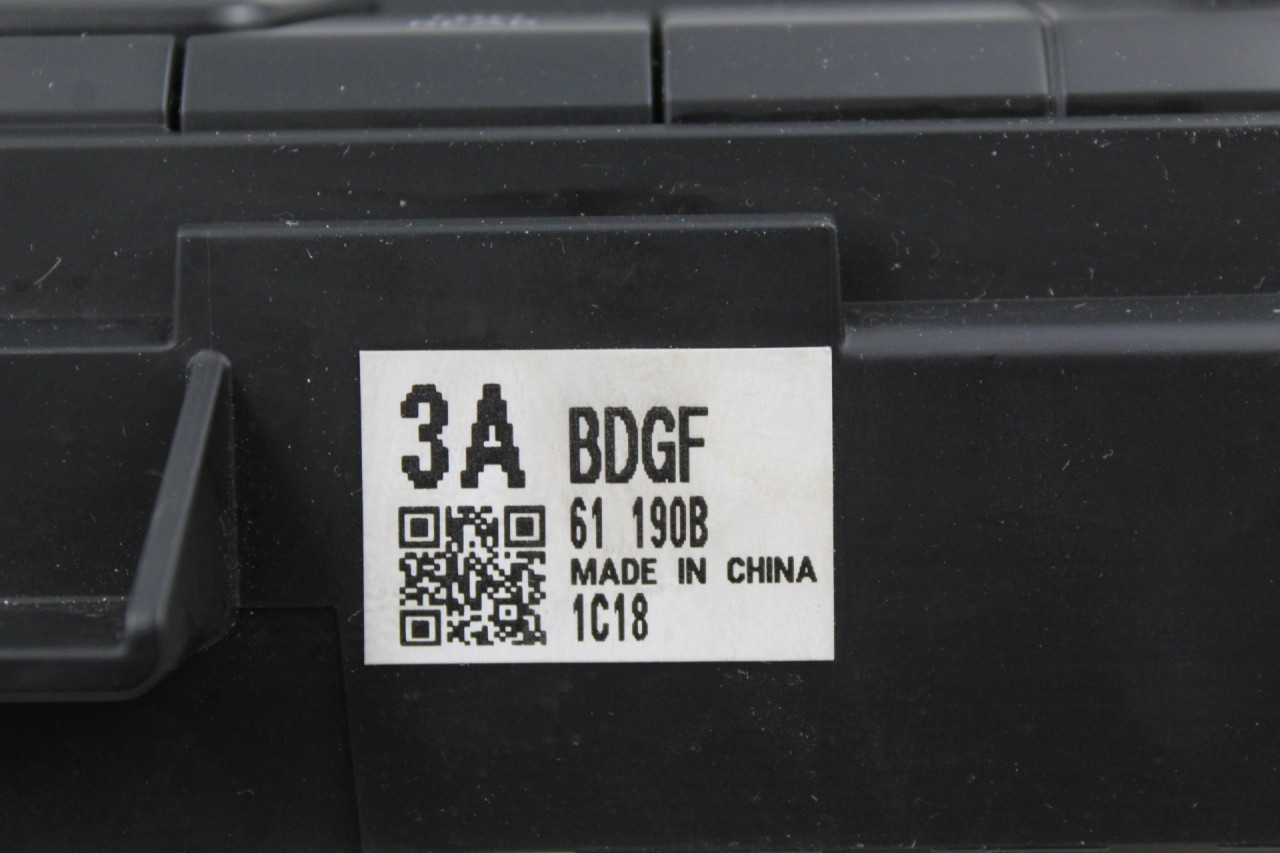 3A BDGF
61 190B
MADE IN CHINA
1C18